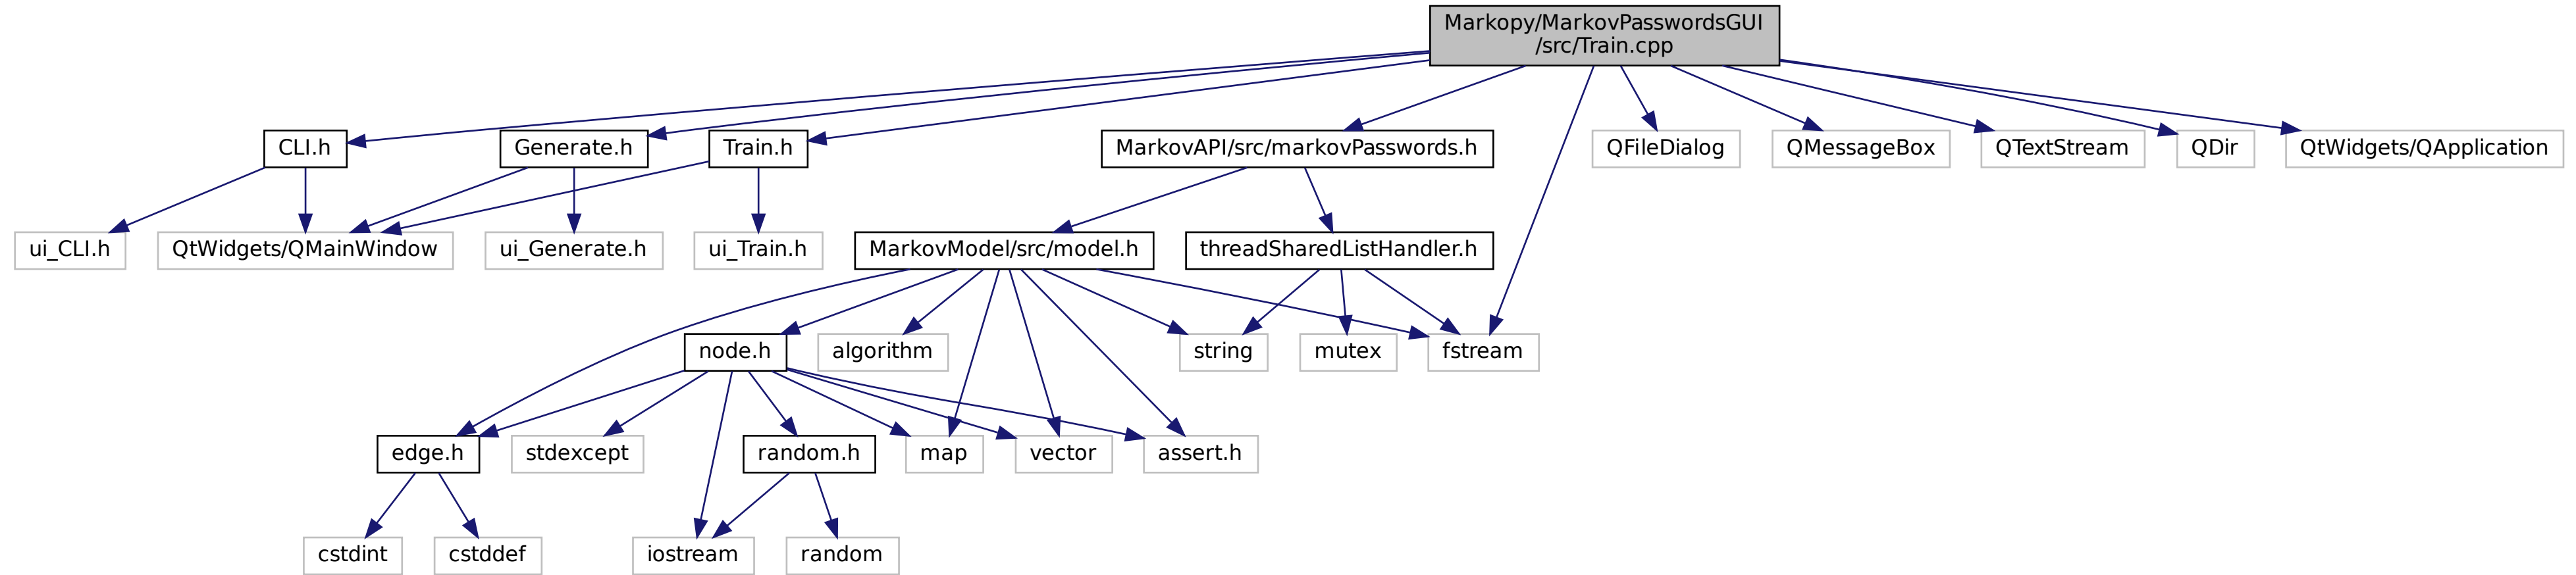 Markopy/MarkovPasswordsGUI
/src/Train.cpp
CLI.h
Generate.h
Train.h
MarkovAPI/src/markovPasswords.h
QFileDialog
QMessageBox
QTextStream
QDir
QtWidgets/QApplication
ui_CLI.h
QtWidgets/QMainWindow
ui_Generate.h
ui_Train.h
MarkovModel/src/model.h
threadSharedListHandler.h
node.h
algorithm
string
mutex
fstream
edge.h
stdexcept
random.h
map
vector
assert.h
cstdint
cstddef
iostream
random